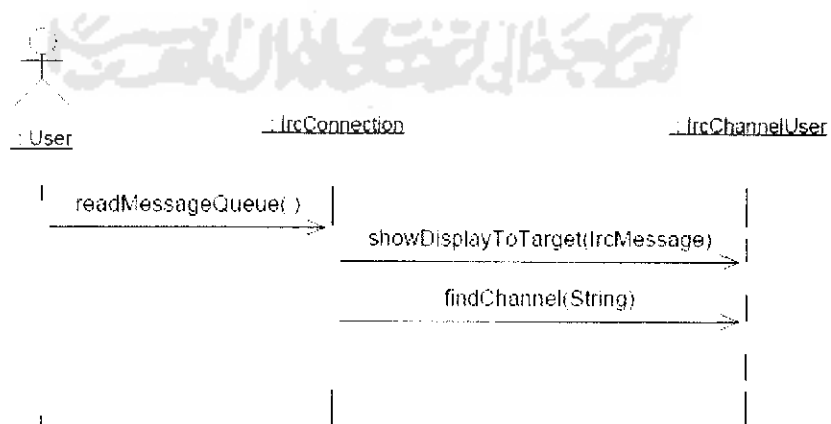 : User
: IrcConnection
: IrcChannelUser
readMessageQueue( )
showDisplayToTarget(IrcMessage)
findChannel(String)